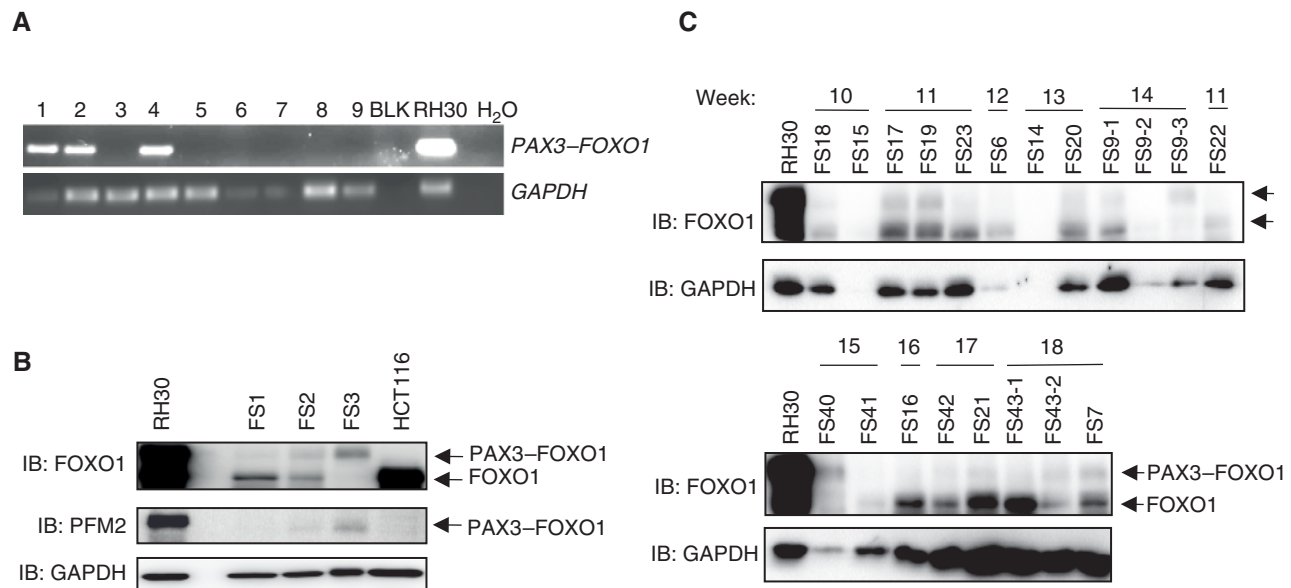 A
1 2 3 4 5 6 7 8 9 BLK RH30 H₂O
PAX3–FOXO1
GAPDH
B
RH30 FS1 FS2 FS3 HCT116
IB: FOXO1
PAX3–FOXO1
FOXO1
IB: PFM2
PAX3–FOXO1
IB: GAPDH
C
Week: 10 11 12 13 14 11
RH30 FS18 FS15 FS17 FS19 FS23 FS6 FS14 FS20 FS9-1 FS9-2 FS9-3 FS22
IB: FOXO1
IB: GAPDH
15 16 17 18
RH30 FS40 FS41 FS16 FS42 FS21 FS43-1 FS43-2 FS7
IB: FOXO1
PAX3–FOXO1
FOXO1
IB: GAPDH